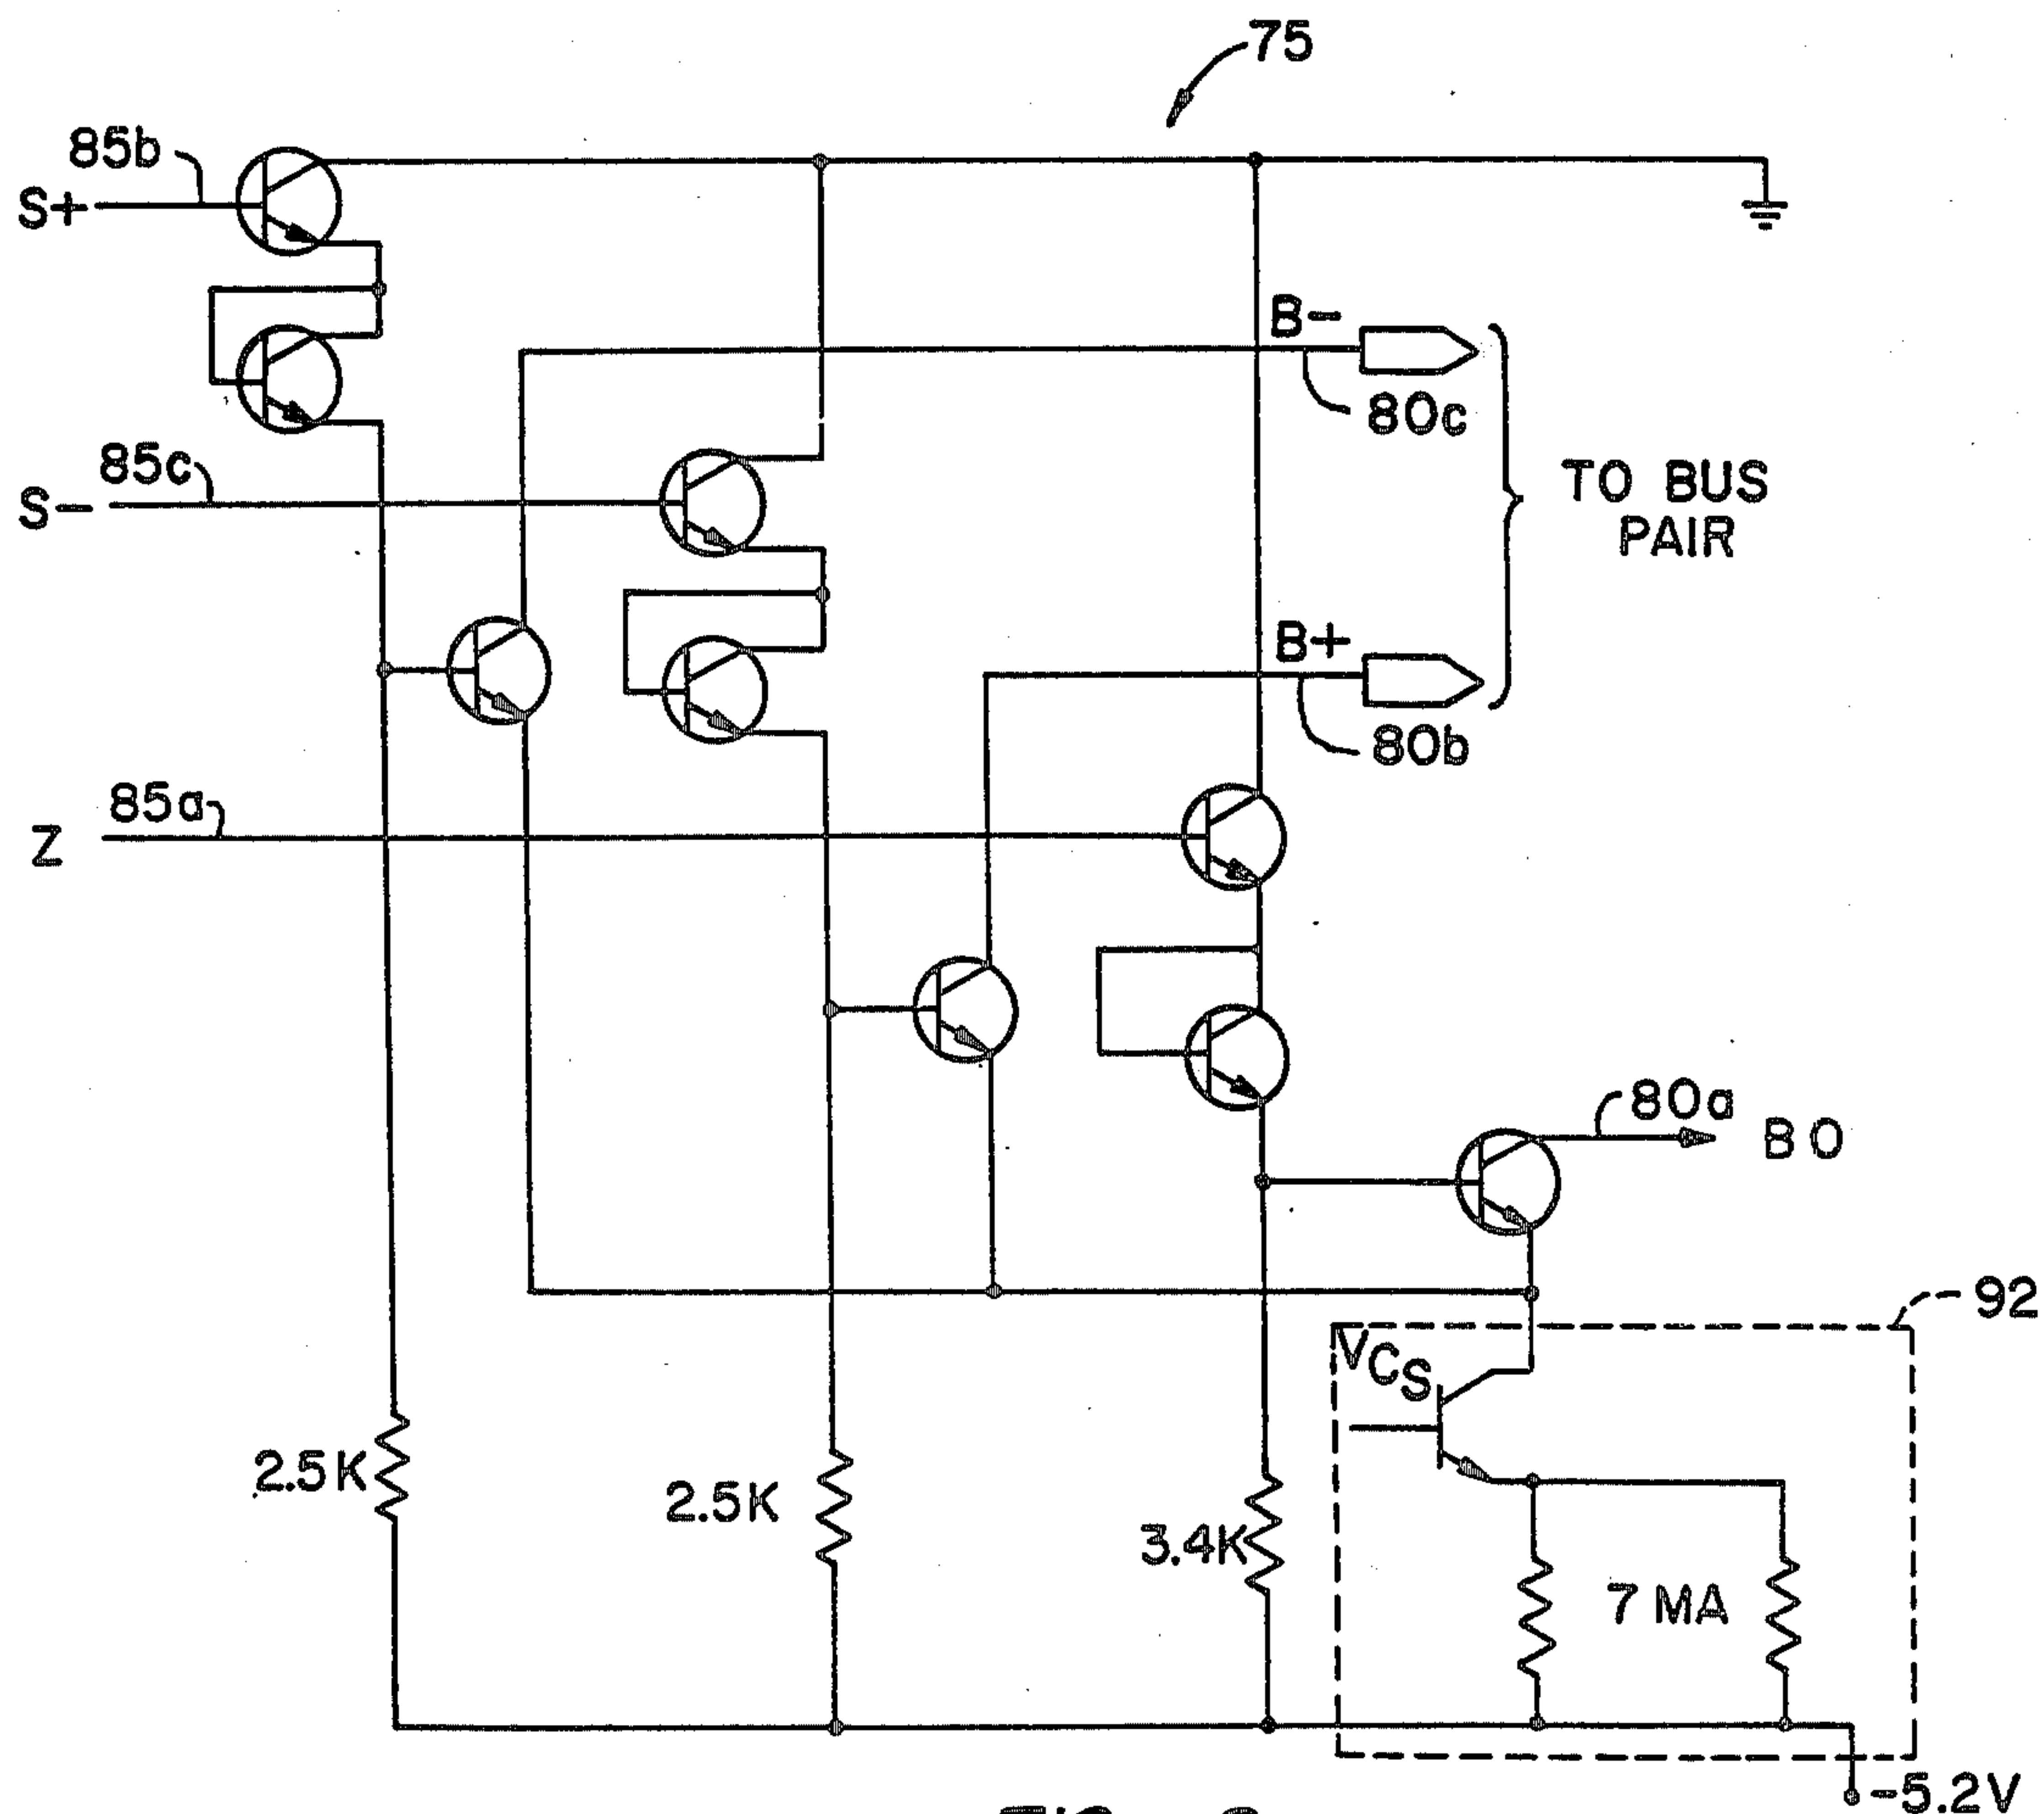 75
85b
S+
B-
80c
85c
S-
TO BUS
PAIR
B+
80b
85a
Z
80a
BO
92
VCS
2.5K
2.5K
3.4K
7 MA
-5.2V